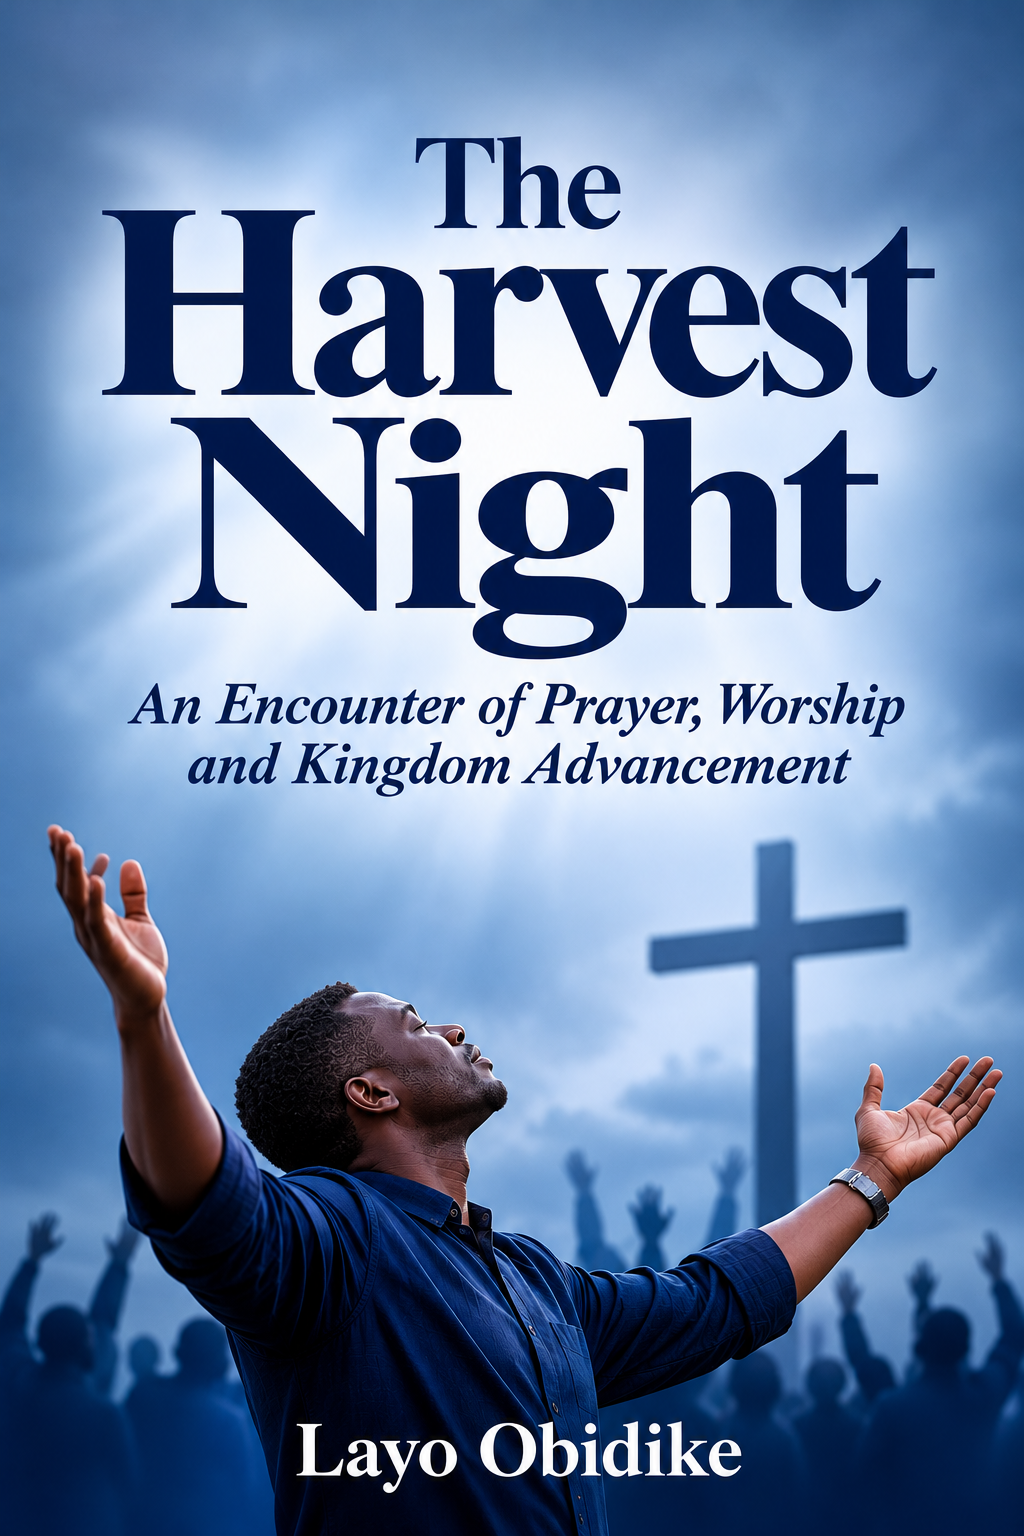 The
Harvest
Night
An Encounter of Prayer, Worship
and Kingdom Advancement
Layo Obidike